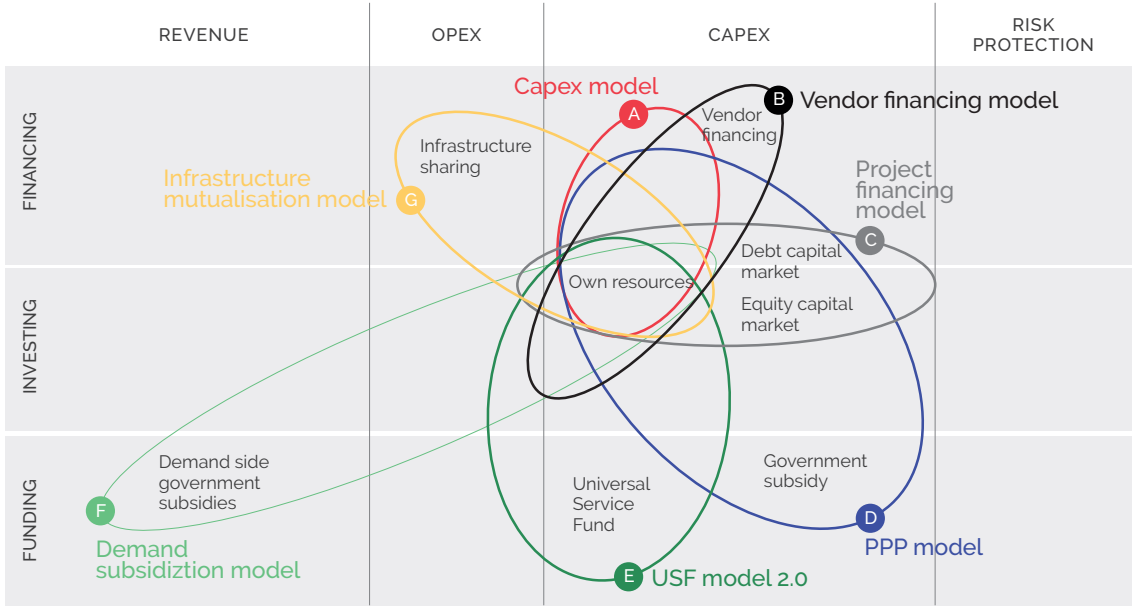 REVENUE
OPEX
CAPEX
RISK
PROTECTION
FINANCING
INVESTING
FUNDING
Capex model
A
B
Vendor financing model
Vendor
financing
Infrastructure
sharing
Infrastructure
mutualisation model
G
Project
financing
model
C
Debt capital
market
Own resources
Equity capital
market
Demand side
government
subsidies
F
Demand
subsidiztion model
Universal
Service
Fund
E
USF model 2.0
Government
subsidy
D
PPP model